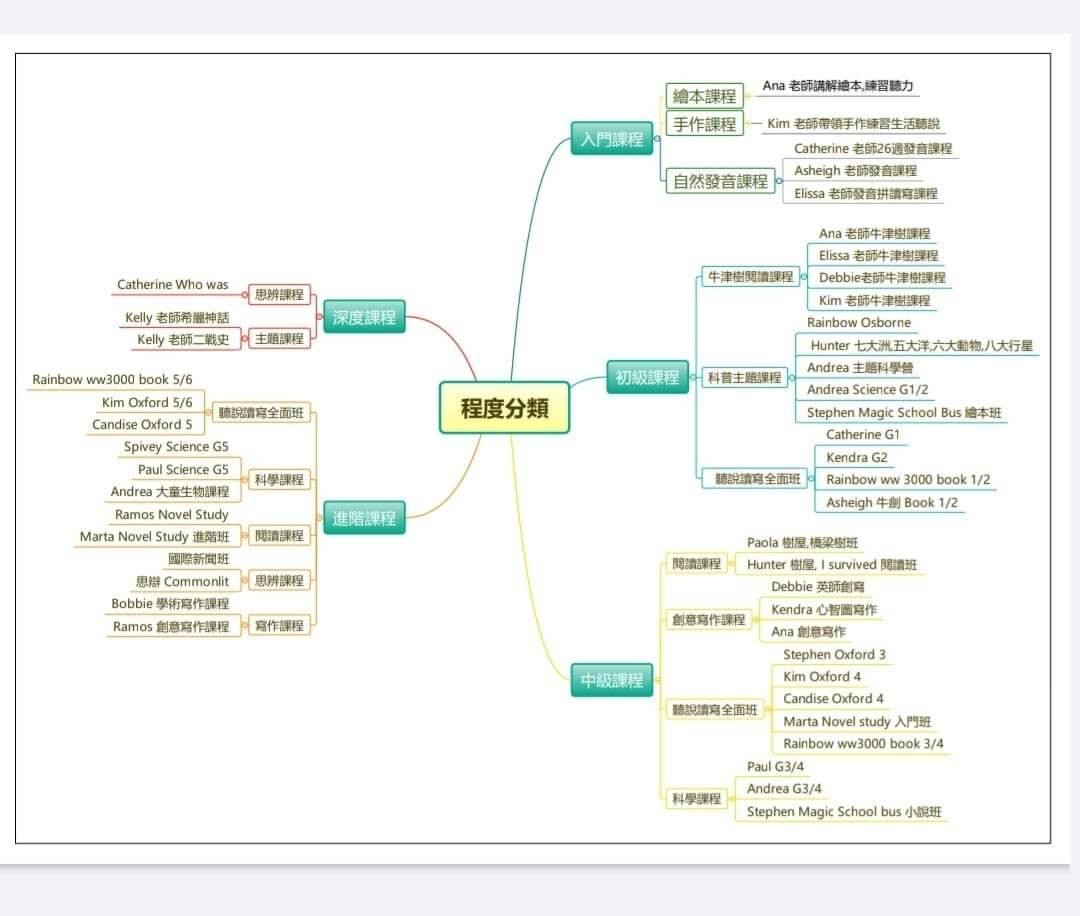 程度分類
入門課程
繪本課程
Ana 老師講解繪本,練習聽力
手作課程
Kim 老師帶領手作練習生活聽說
自然發音課程
Catherine 老師26週發音課程
Asheigh 老師發音課程
Elissa 老師發音拼讀寫課程
初級課程
牛津樹閱讀課程
Ana 老師牛津樹課程
Elissa 老師牛津樹課程
Debbie老師牛津樹課程
Kim 老師牛津樹課程
科普主題課程
Rainbow Osborne
Hunter 七大洲,五大洋,六大動物,八大行星
Andrea 主題科學營
Andrea Science G1/2
Stephen Magic School Bus 繪本班
聽說讀寫全面班
Catherine G1
Kendra G2
Rainbow ww 3000 book 1/2
Asheigh 牛創 Book 1/2
中級課程
閱讀課程
Paola 樹屋,橋梁樹班
Hunter 樹屋, I survived 閱讀班
創意寫作課程
Debbie 英師創寫
Kendra 心智圖寫作
Ana 創意寫作
聽說讀寫全面班
Stephen Oxford 3
Kim Oxford 4
Candise Oxford 4
Marta Novel study 入門班
Rainbow ww3000 book 3/4
科學課程
Paul G3/4
Andrea G3/4
Stephen Magic School bus 小說班
深度課程
思辨課程
Catherine Who was
主題課程
Kelly 老師希臘神話
Kelly 老師二戰史
進階課程
聽說讀寫全面班
Rainbow ww3000 book 5/6
Kim Oxford 5/6
Candise Oxford 5
科學課程
Spivey Science G5
Paul Science G5
Andrea 大童生物課程
閱讀課程
Ramos Novel Study
Marta Novel Study 進階班
思辨課程
國際新聞班
思辯 Commonlit
寫作課程
Bobbie 學術寫作課程
Ramos 創意寫作課程